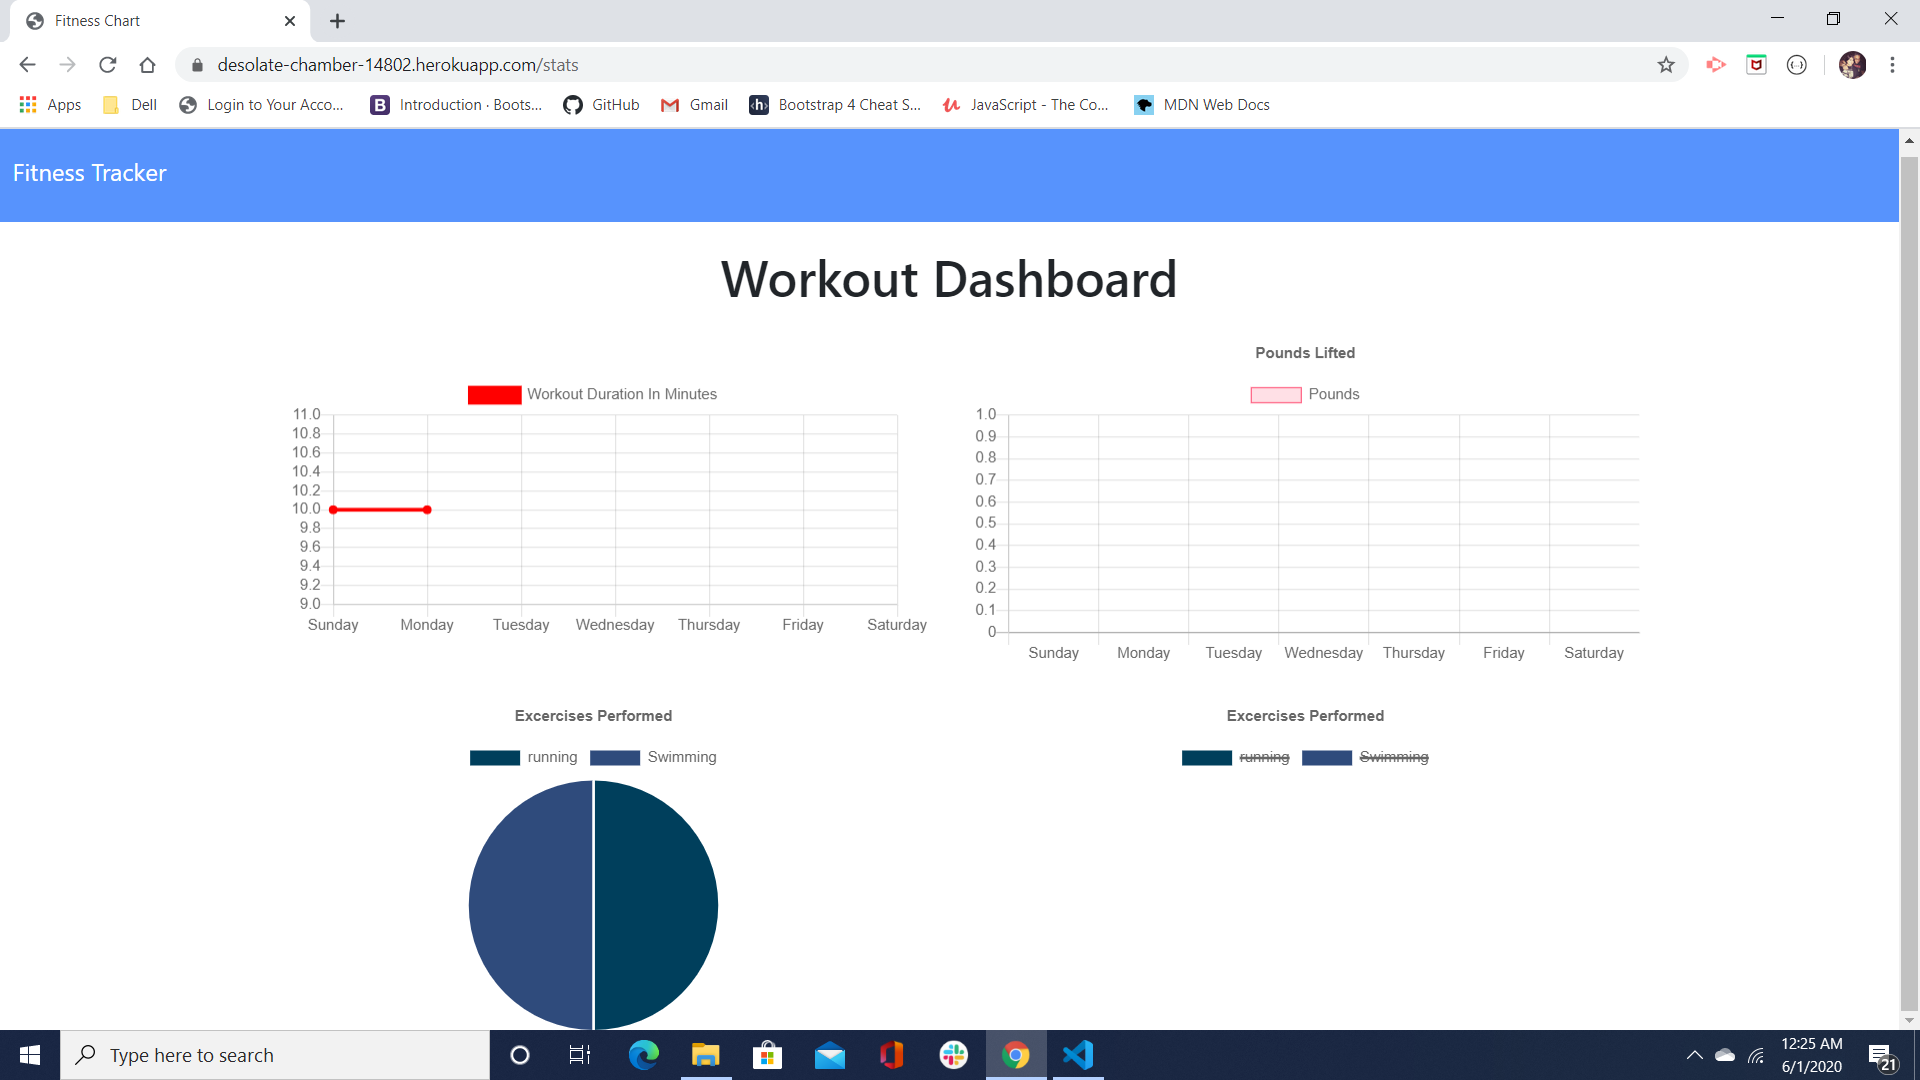 Fitness Chart
desolate-chamber-14802.herokuapp.com/stats
Apps Dell Login to Your Acco... Introduction · Boots... GitHub Gmail Bootstrap 4 Cheat S... JavaScript - The Co... MDN Web Docs
Fitness Tracker
Workout Dashboard
Workout Duration In Minutes
11.0
10.8
10.6
10.4
10.2
10.0
9.8
9.6
9.4
9.2
9.0
Sunday Monday Tuesday Wednesday Thursday Friday Saturday
Pounds Lifted
Pounds
1.0
0.9
0.8
0.7
0.6
0.5
0.4
0.3
0.2
0.1
0
Sunday Monday Tuesday Wednesday Thursday Friday Saturday
Excercises Performed
running Swimming
Excercises Performed
running Swimming
Type here to search
12:25 AM
6/1/2020
21